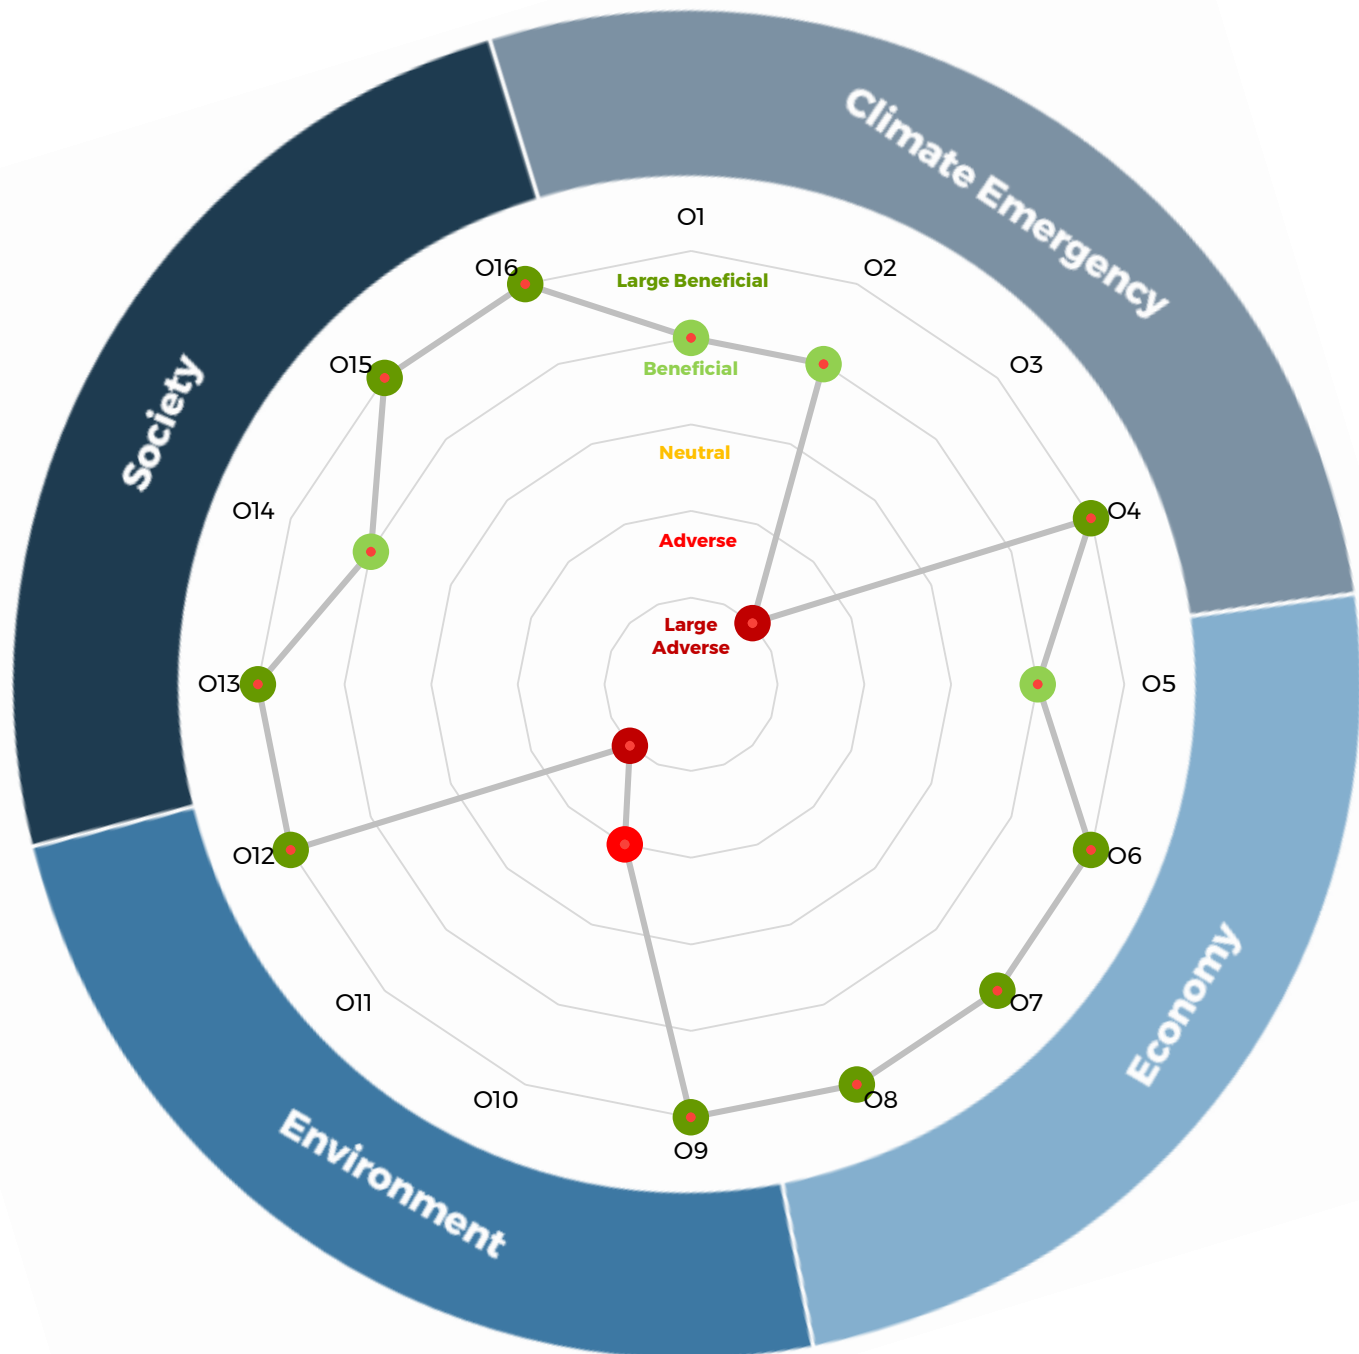 Climate Emergency
Society
Economy
Environment
O1
O2
O3
O4
O5
O6
O7
O8
O9
O10
O11
O12
O13
O14
O15
O16
Large Beneficial
Beneficial
Neutral
Adverse
Large
Adverse